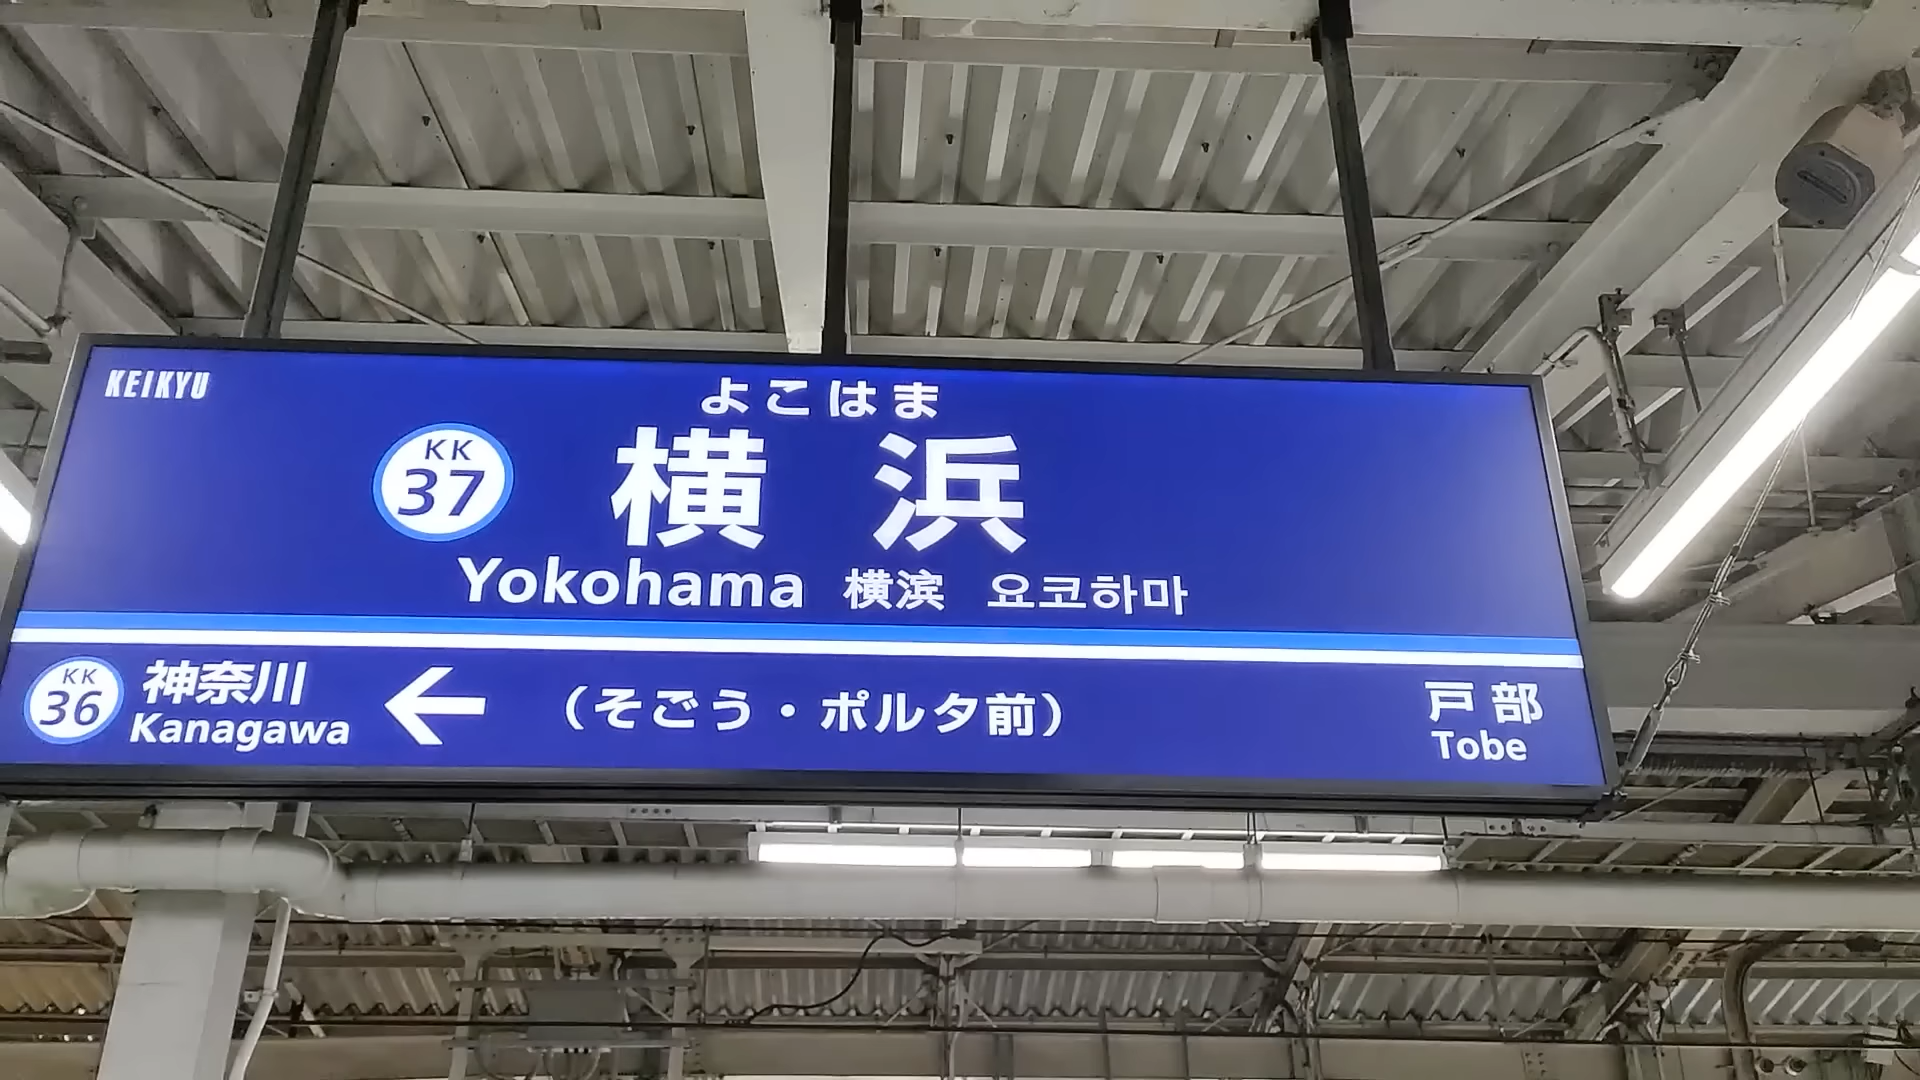 KEIKYU
よこはま
KK
37
横 浜
Yokohama 横滨 요코하마
KK
36
神奈川
Kanagawa
←
（そごう・ポルタ前）
戸部
Tobe